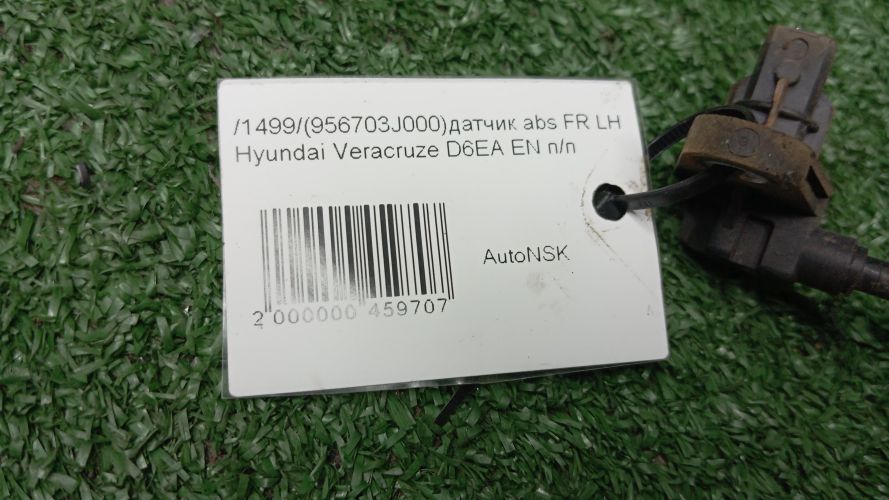 /1499/(956703J000)датчик abs FR LH
Hyundai Veracruze D6EA EN п/п
AutoNSK
2 000000 459707